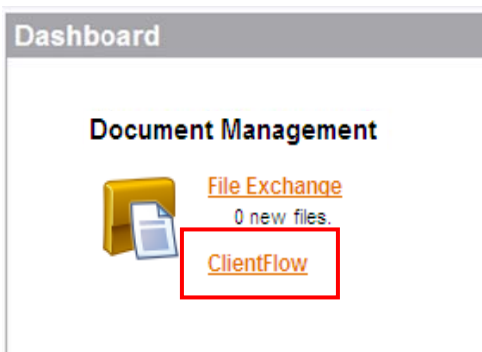 Dashboard
Document Management
File Exchange
0 new files.
ClientFlow